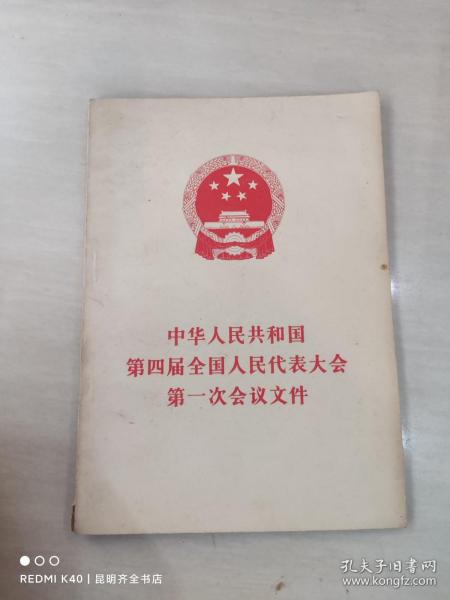 中华人民共和国
第四届全国人民代表大会
第一次会议文件
REDMI K40 | 昆明齐全书店
孔夫子旧书网
www.kongfz.com